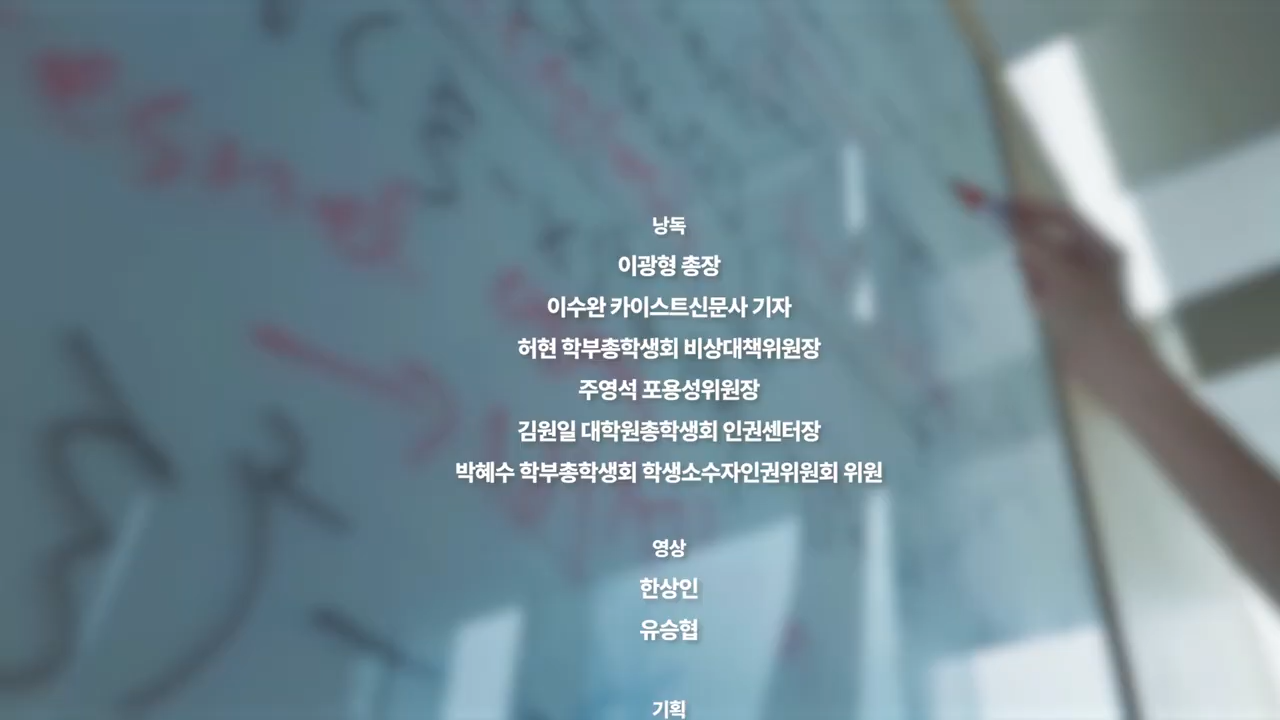 낭독
이광형 총장
이수완 카이스트신문사 기자
허현 학부총학생회 비상대책위원장
주영석 포용성위원장
김원일 대학원총학생회 인권센터장
박혜수 학부총학생회 학생소수자인권위원회 위원
영상
한상인
유승협
기획